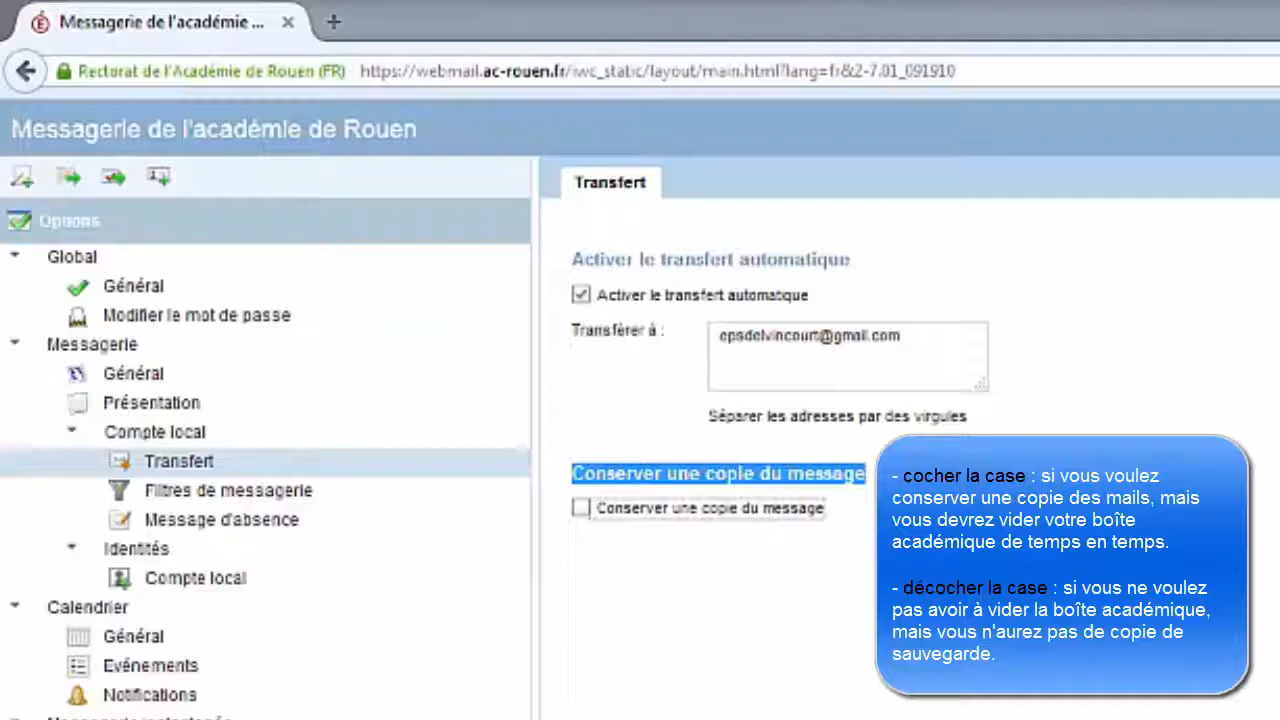 Messagerie de l'académie ...
Rectorat de l'Académie de Rouen (FR) https://webmail.ac-rouen.fr/iwc_static/layout/main.html?lang=fr&2-7.01_091910
Messagerie de l'académie de Rouen
Options
Global
Général
Modifier le mot de passe
Messagerie
Général
Présentation
Compte local
Transfert
Filtres de messagerie
Message d'absence
Identités
Compte local
Calendrier
Général
Evénements
Notifications
Transfert
Activer le transfert automatique
Activer le transfert automatique
Transférer à :
epsdelvincourt@gmail.com
Séparer les adresses par des virgules
Conserver une copie du message
Conserver une copie du message
- cocher la case : si vous voulez
conserver une copie des mails, mais
vous devrez vider votre boîte
académique de temps en temps.
- décocher la case : si vous ne voulez
pas avoir à vider la boîte académique,
mais vous n'aurez pas de copie de
sauvegarde.